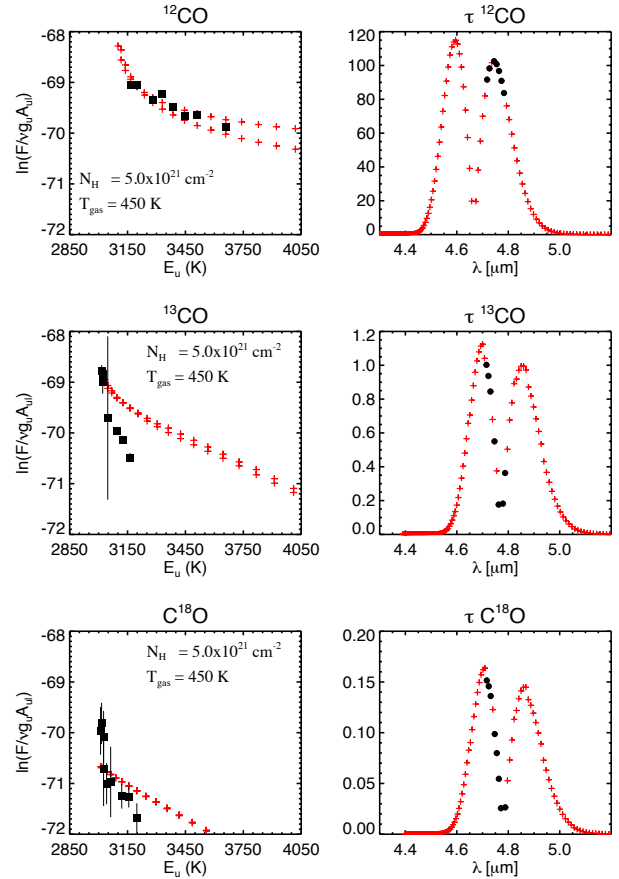 ¹²CO
-68
-69
-70
-71
-72
ln(F/νgᵤAᵤₗ)
N_H = 5.0x10²¹ cm⁻²
T_gas = 450 K
2850 3150 3450 3750 4050
E_u (K)
τ ¹²CO
120
100
80
60
40
20
0
4.4 4.6 4.8 5.0
λ [μm]
¹³CO
-68
-69
-70
-71
-72
ln(F/νgᵤAᵤₗ)
N_H = 5.0x10²¹ cm⁻²
T_gas = 450 K
2850 3150 3450 3750 4050
E_u (K)
τ ¹³CO
1.2
1.0
0.8
0.6
0.4
0.2
0.0
4.4 4.6 4.8 5.0
λ [μm]
C¹⁸O
-68
-69
-70
-71
-72
ln(F/νgᵤAᵤₗ)
N_H = 5.0x10²¹ cm⁻²
T_gas = 450 K
2850 3150 3450 3750 4050
E_u (K)
τ C¹⁸O
0.20
0.15
0.10
0.05
0.00
4.4 4.6 4.8 5.0
λ [μm]